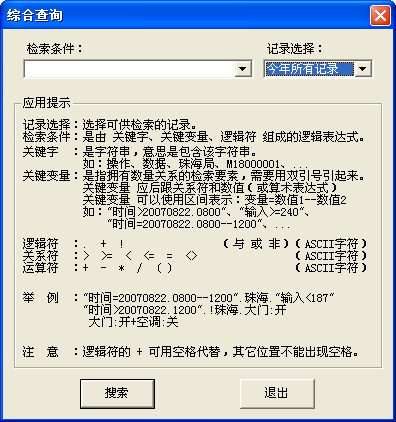 综合查询
检索条件： 记录选择：
今年所有记录
应用提示
记录选择：选择可供检索的记录。
检索条件：是由 关键字、关键变量、逻辑符 组成的逻辑表达式。
关键字 ：是字符串，意思是包含该字符串。
如：操作、数据、珠海局、M18000001、...
关键变量：是指拥有数量关系的检索要素，需要用双引号引起来。
关键变量 应后跟关系符和数值（或算术表达式）
关键变量 可以使用区间表示：变量=数值1--数值2
如："时间>20070822.0800"、"输入>=240"、
"时间=20070822.0800--1200"、...
逻辑符 ：. + ! （与 或 非）（ASCII字符）
关系符 ：> >= < <= = <> （ASCII字符）
运算符 ：+ - * / () （ASCII字符）
举 例 ："时间=20070822.0800--1200".珠海."输入<187"
"时间>20070822.1200".!珠海.大门:开
大门:开+空调:关
注 意 ：逻辑符的 + 可用空格代替，其它位置不能出现空格。
搜索 退出